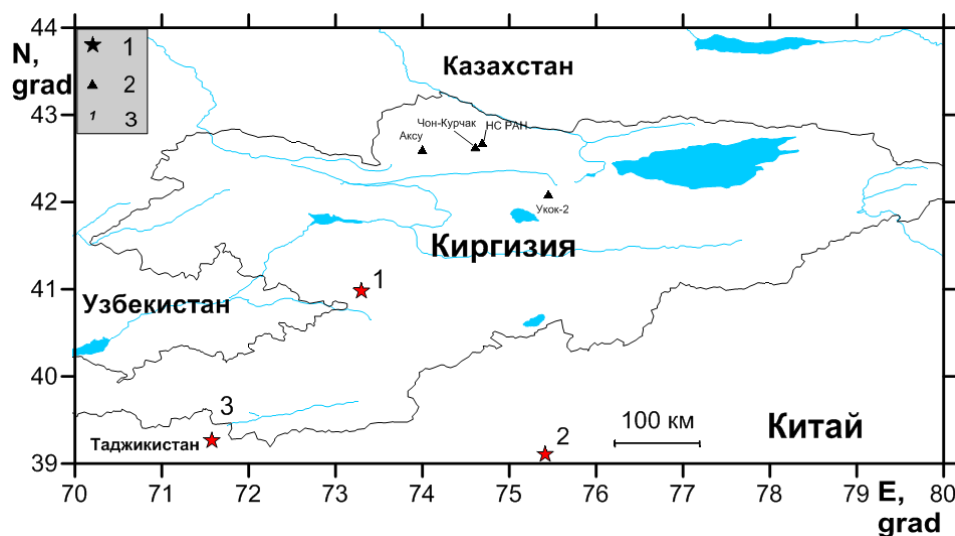 44
N,
grad
1
2
1 3
Казахстан
43
Чон-Курчак
НС РАН
Аксу
42
Укок-2
Киргизия
1
41
Узбекистан
40
3
100 км
Китай
Таджикистан
2
39
70 71 72 73 74 75 76 77 78 79 E, 80
grad